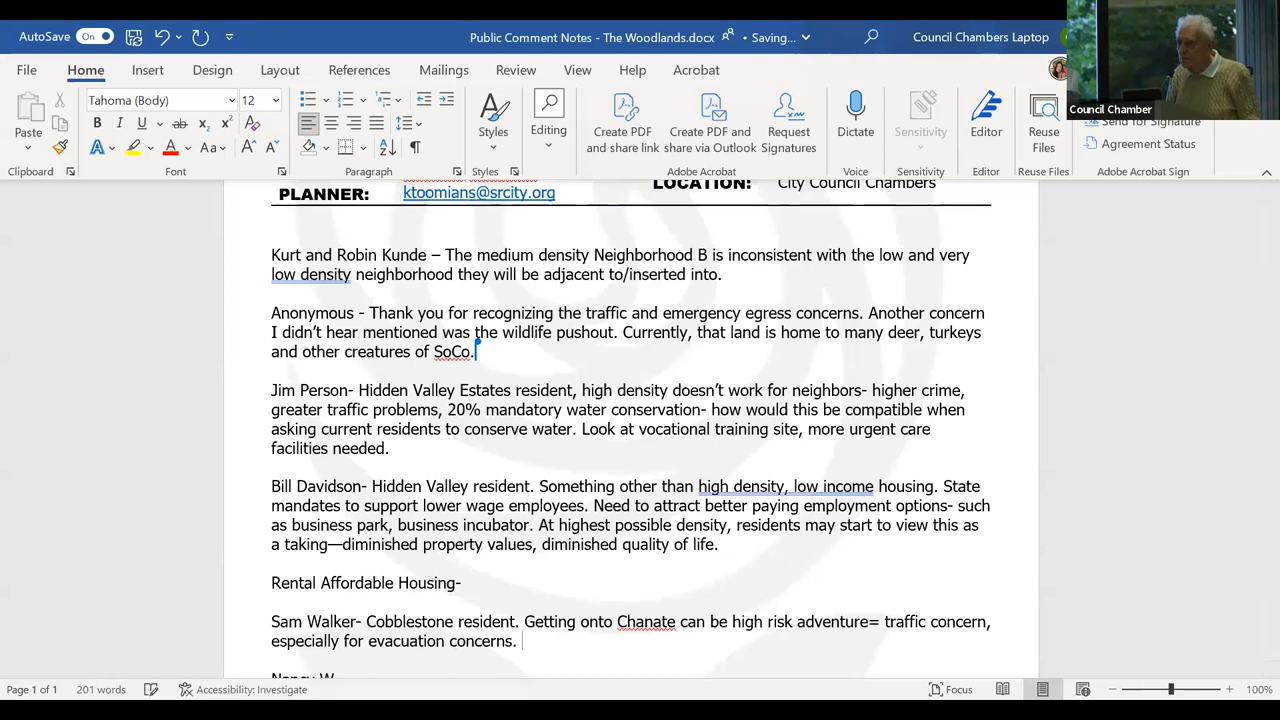 AutoSave On Public Comment Notes - The Woodlands.docx • Saving... Council Chambers Laptop
File Home Insert Design Layout References Mailings Review View Help Acrobat
Council Chamber
Tahoma (Body) 12
Paste Styles Editing Create PDF and share link Create PDF and share via Outlook Request Signatures Dictate Sensitivity Editor Reuse Files Send for Signature
Agreement Status
Clipboard Font Paragraph Styles Adobe Acrobat Voice Sensitivity Editor Reuse Files Adobe Acrobat Sign
PLANNER: ktoomians@srcity.org LOCATION: City Council Chambers
Kurt and Robin Kunde – The medium density Neighborhood B is inconsistent with the low and very
low density neighborhood they will be adjacent to/inserted into.
Anonymous - Thank you for recognizing the traffic and emergency egress concerns. Another concern
I didn't hear mentioned was the wildlife pushout. Currently, that land is home to many deer, turkeys
and other creatures of SoCo.
Jim Person- Hidden Valley Estates resident, high density doesn't work for neighbors- higher crime,
greater traffic problems, 20% mandatory water conservation- how would this be compatible when
asking current residents to conserve water. Look at vocational training site, more urgent care
facilities needed.
Bill Davidson- Hidden Valley resident. Something other than high density, low income housing. State
mandates to support lower wage employees. Need to attract better paying employment options- such
as business park, business incubator. At highest possible density, residents may start to view this as
a taking—diminished property values, diminished quality of life.
Rental Affordable Housing-
Sam Walker- Cobblestone resident. Getting onto Chanate can be high risk adventure= traffic concern,
especially for evacuation concerns.
Nancy W
Page 1 of 1 201 words Accessibility: Investigate Focus 100%